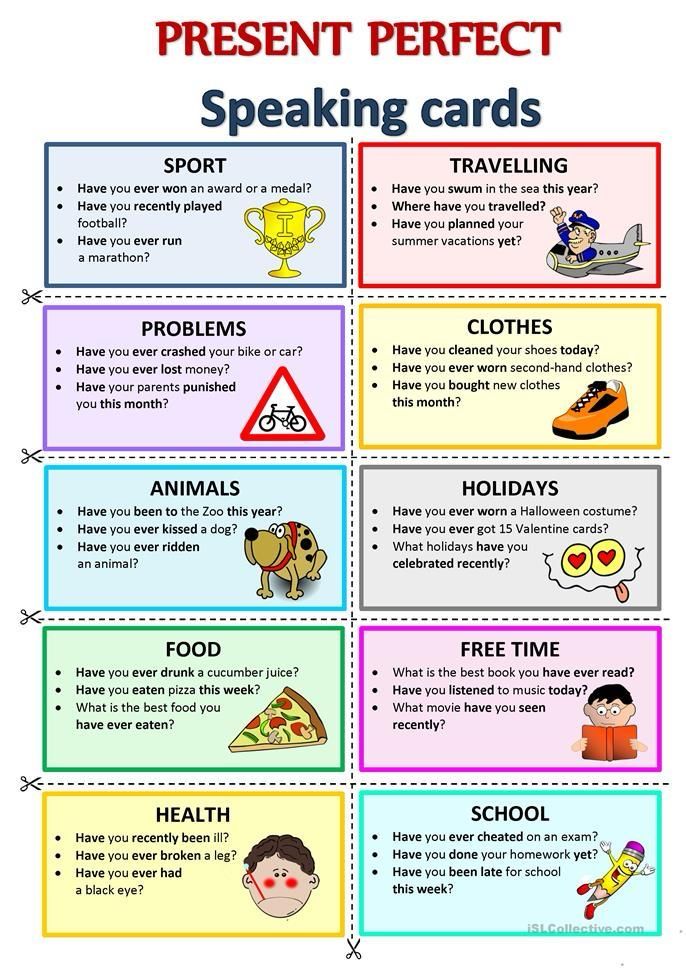 PRESENT PERFECT
Speaking cards
SPORT
• Have you ever won an award or a medal?
• Have you recently played
football?
• Have you ever run
a marathon?
TRAVELLING
• Have you swum in the sea this year?
• Where have you travelled?
• Have you planned your
summer vacations yet?
PROBLEMS
• Have you ever crashed your bike or car?
• Have you ever lost money?
• Have your parents punished
you this month?
CLOTHES
• Have you cleaned your shoes today?
• Have you ever worn second-hand clothes?
• Have you bought new clothes
this month?
ANIMALS
• Have you been to the Zoo this year?
• Have you ever kissed a dog?
• Have you ever ridden
an animal?
HOLIDAYS
• Have you ever worn a Halloween costume?
• Have you ever got 15 Valentine cards?
• What holidays have you
celebrated recently?
FOOD
• Have you ever drunk a cucumber juice?
• Have you eaten pizza this week?
• What is the best food you
have ever eaten?
FREE TIME
• What is the best book you have ever read?
• Have you listened to music today?
• What movie have you seen
recently?
HEALTH
• Have you recently been ill?
• Have you ever broken a leg?
• Have you ever had
a black eye?
SCHOOL
• Have you ever cheated on an exam?
• Have you done your homework yet?
• Have you been late for school
this week?
iSLCollective.com